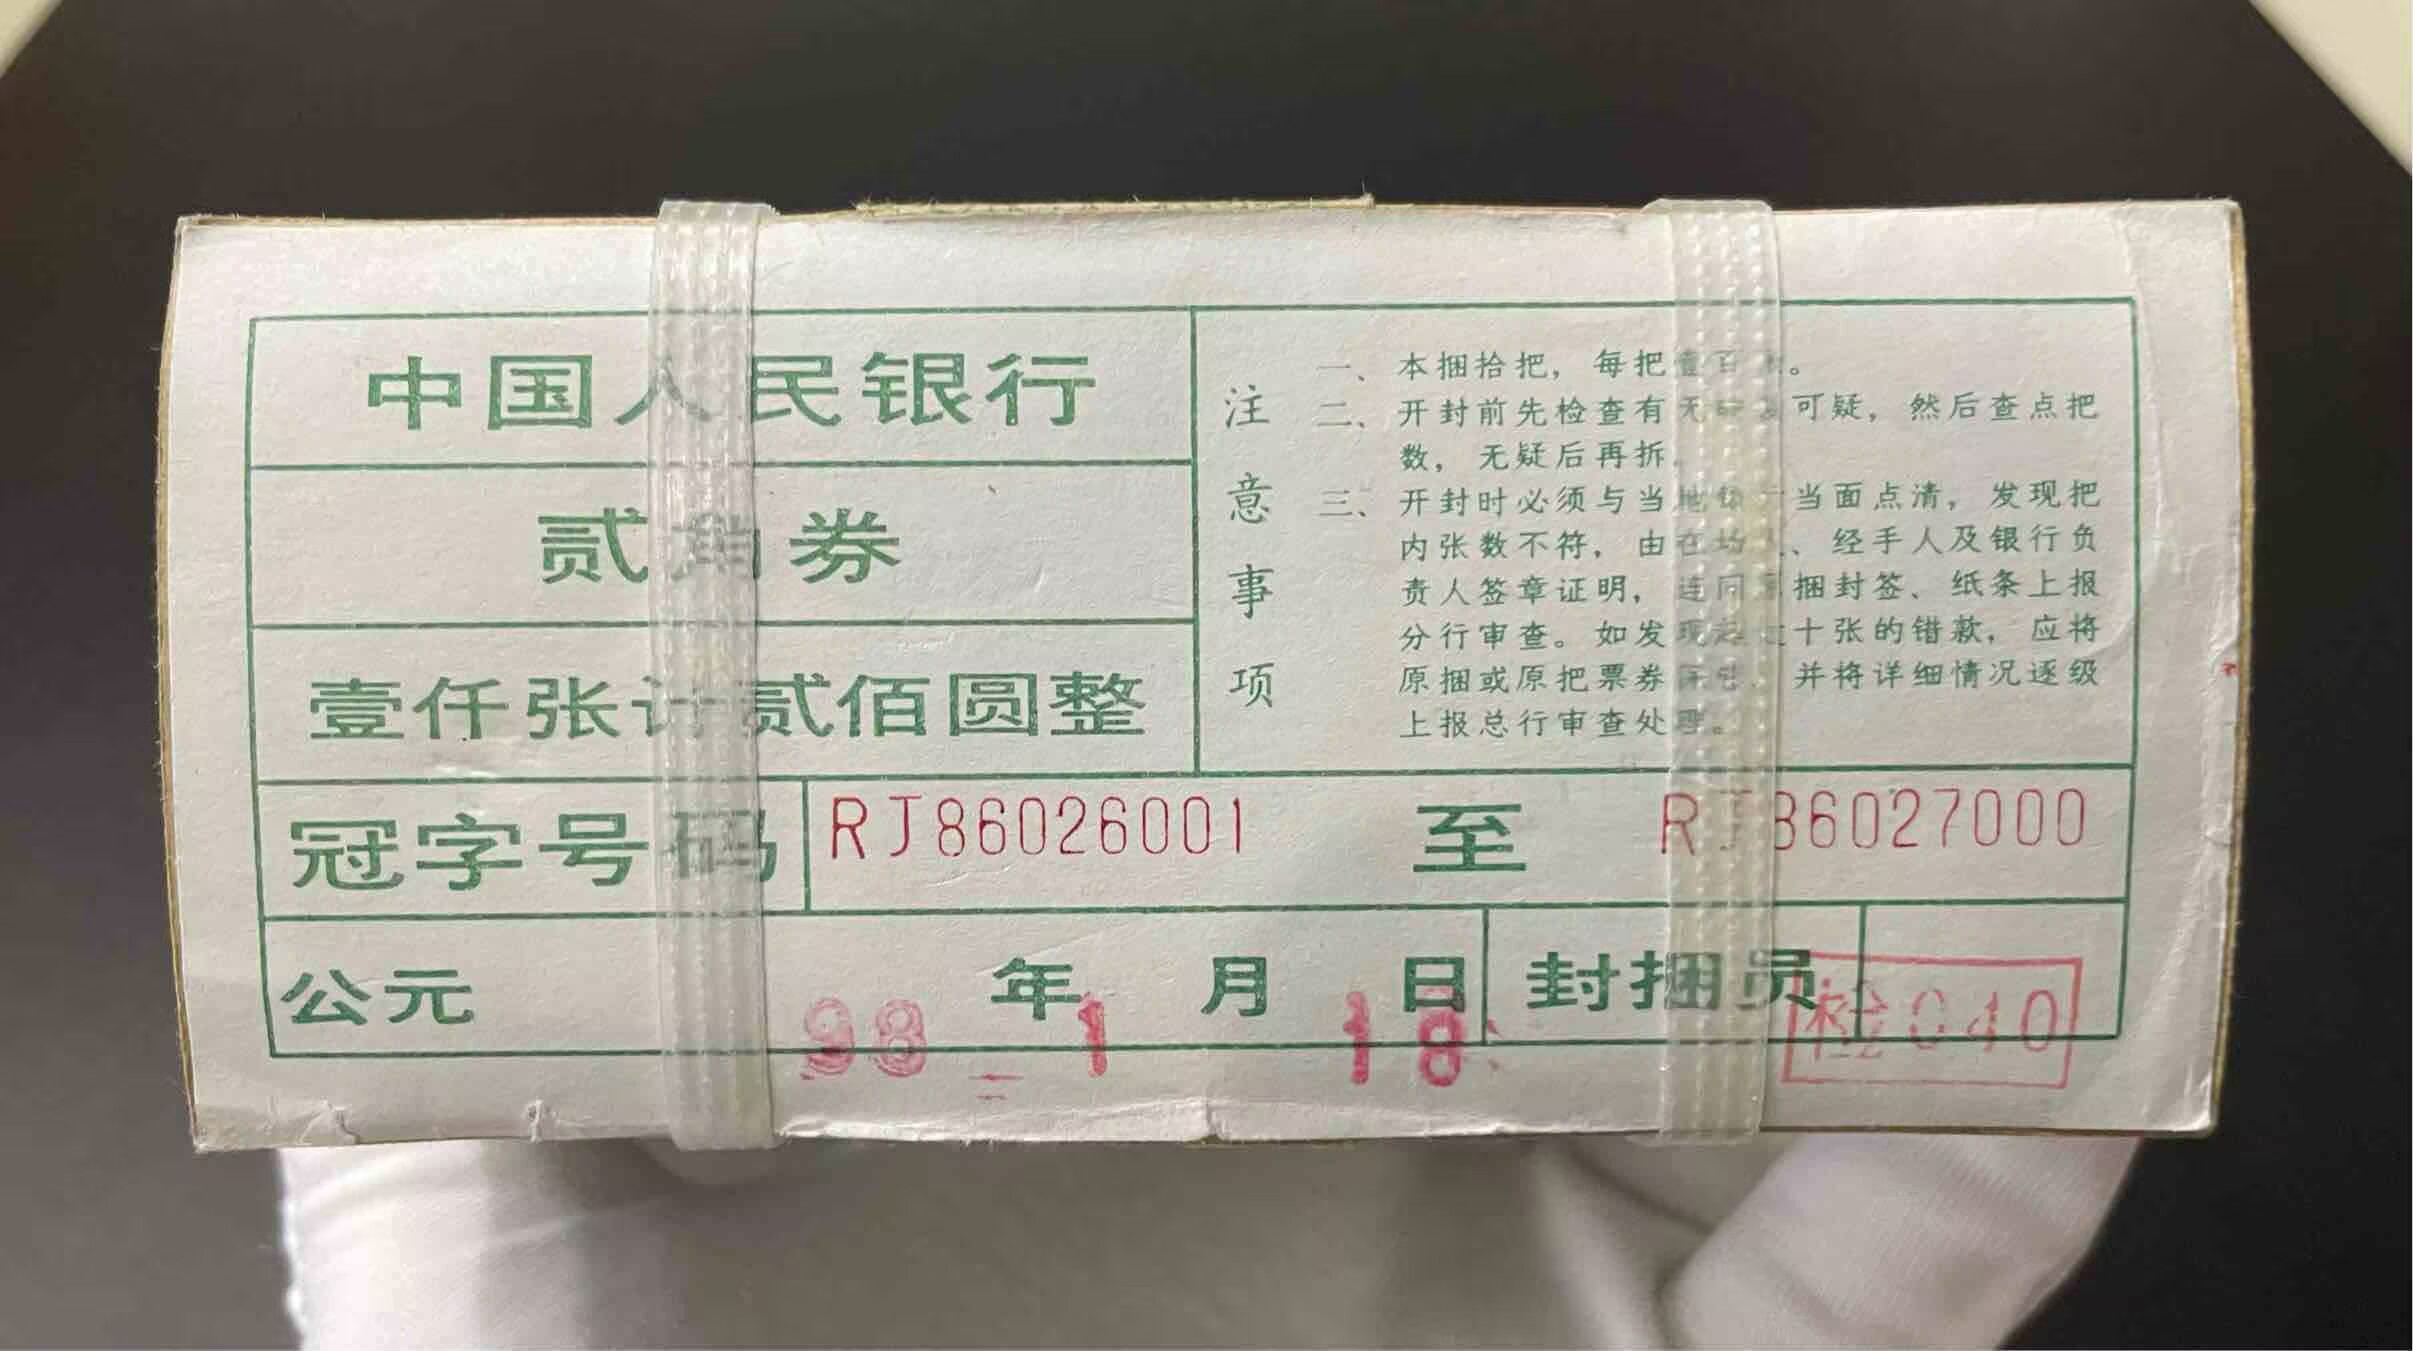 中国人民银行
贰角券
壹仟张计贰佰圆整
注意事项
一、本捆拾把，每把壹百张。
二、开封前先检查有无 可疑，然后查点把
数，无疑后再拆。
三、开封时必须与当地银行当面点清，发现把
内张数不符，由在场人、经手人及银行负
责人签章证明，连同原捆封签、纸条上报
分行审查。如发现超过十张的错款，应将
原捆或原把票券 并将详细情况逐级
上报总行审查处理。
冠字号码 RJ86026001 至 RJ86027000
公元 98 年 1 月 18 日 封捆员 检040